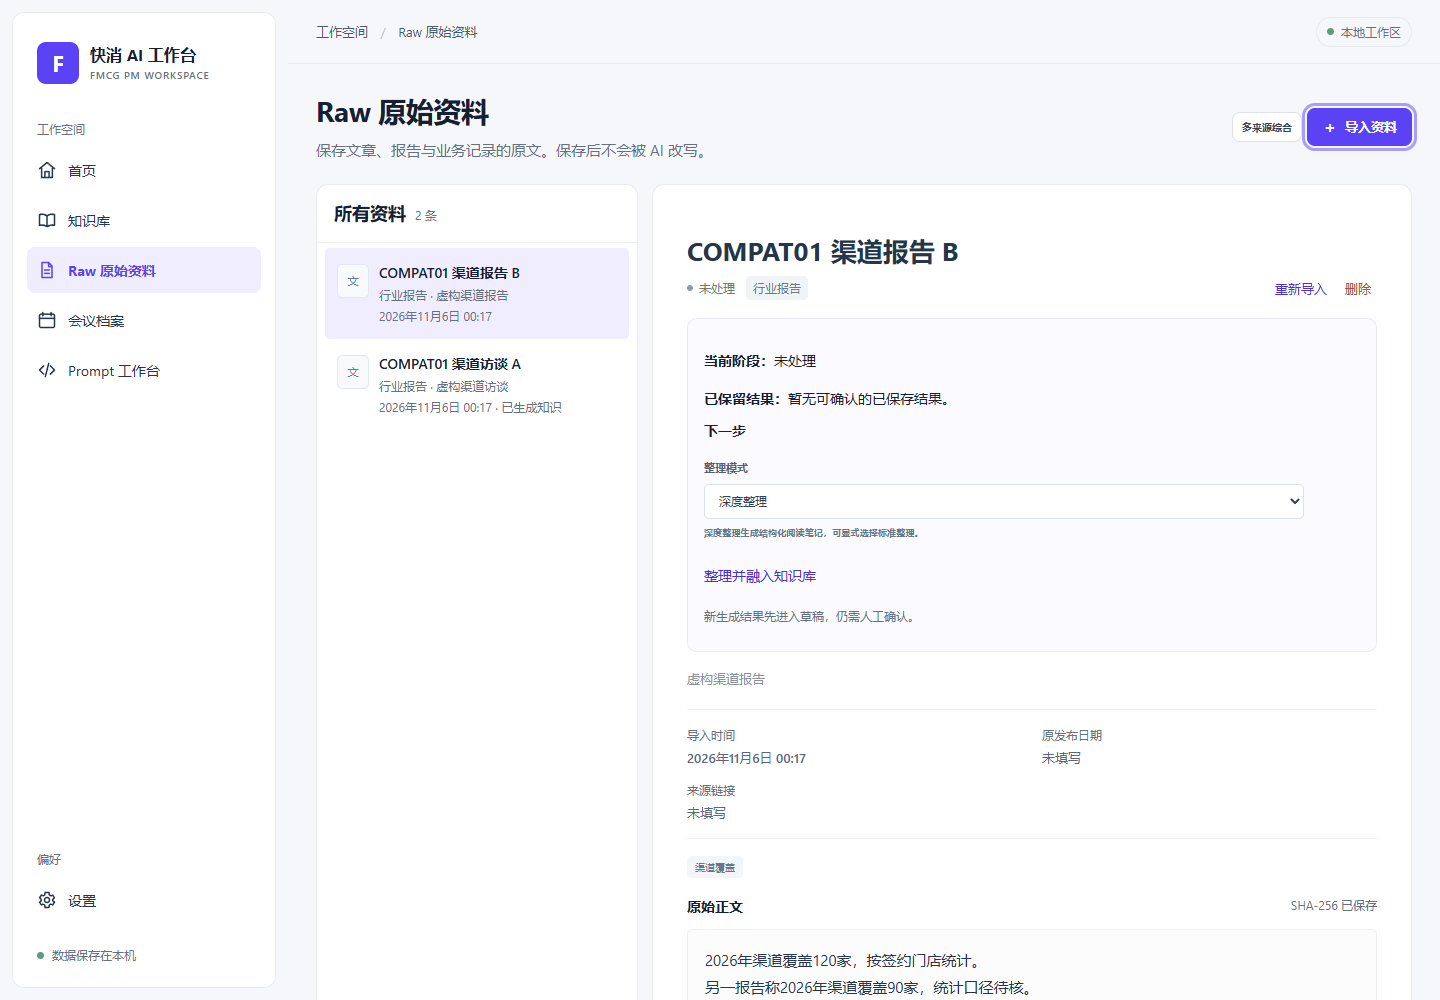 F
快消 AI 工作台
FMCG PM WORKSPACE
工作空间
首页
知识库
Raw 原始资料
会议档案
Prompt 工作台
偏好
设置
数据保存在本机
工作空间 / Raw 原始资料
本地工作区
Raw 原始资料
保存文章、报告与业务记录的原文。保存后不会被 AI 改写。
多来源综合
+ 导入资料
所有资料 2 条
文
COMPAT01 渠道报告 B
行业报告 · 虚构渠道报告
2026年11月6日 00:17
文
COMPAT01 渠道访谈 A
行业报告 · 虚构渠道访谈
2026年11月6日 00:17 · 已生成知识
COMPAT01 渠道报告 B
未处理 行业报告
重新导入 删除
当前阶段：未处理
已保留结果：暂无可确认的已保存结果。
下一步
整理模式
深度整理
深度整理生成结构化阅读笔记，可显式选择标准整理。
整理并融入知识库
新生成结果先进入草稿，仍需人工确认。
虚构渠道报告
导入时间
2026年11月6日 00:17
原发布日期
未填写
来源链接
未填写
渠道覆盖
原始正文
SHA-256 已保存
2026年渠道覆盖120家，按签约门店统计。
另一报告称2026年渠道覆盖90家，统计口径待核。